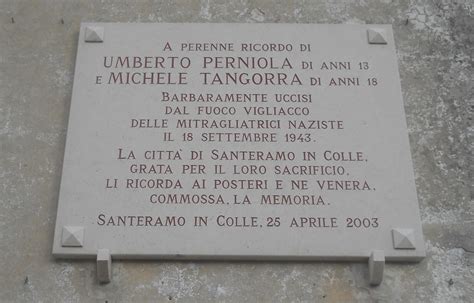 A PERENNE RICORDO DI
UMBERTO PERNIOLA DI ANNI 13
E MICHELE TANGORRA DI ANNI 18
BARBARAMENTE UCCISI
DAL FUOCO VIGLIACCO
DELLE MITRAGLIATRICI NAZISTE
IL 18 SETTEMBRE 1943.
LA CITTÀ DI SANTERAMO IN COLLE,
GRATA PER IL LORO SACRIFICIO,
LI RICORDA AI POSTERI E NE VENERA,
COMMOSSA, LA MEMORIA.
SANTERAMO IN COLLE, 25 APRILE 2003